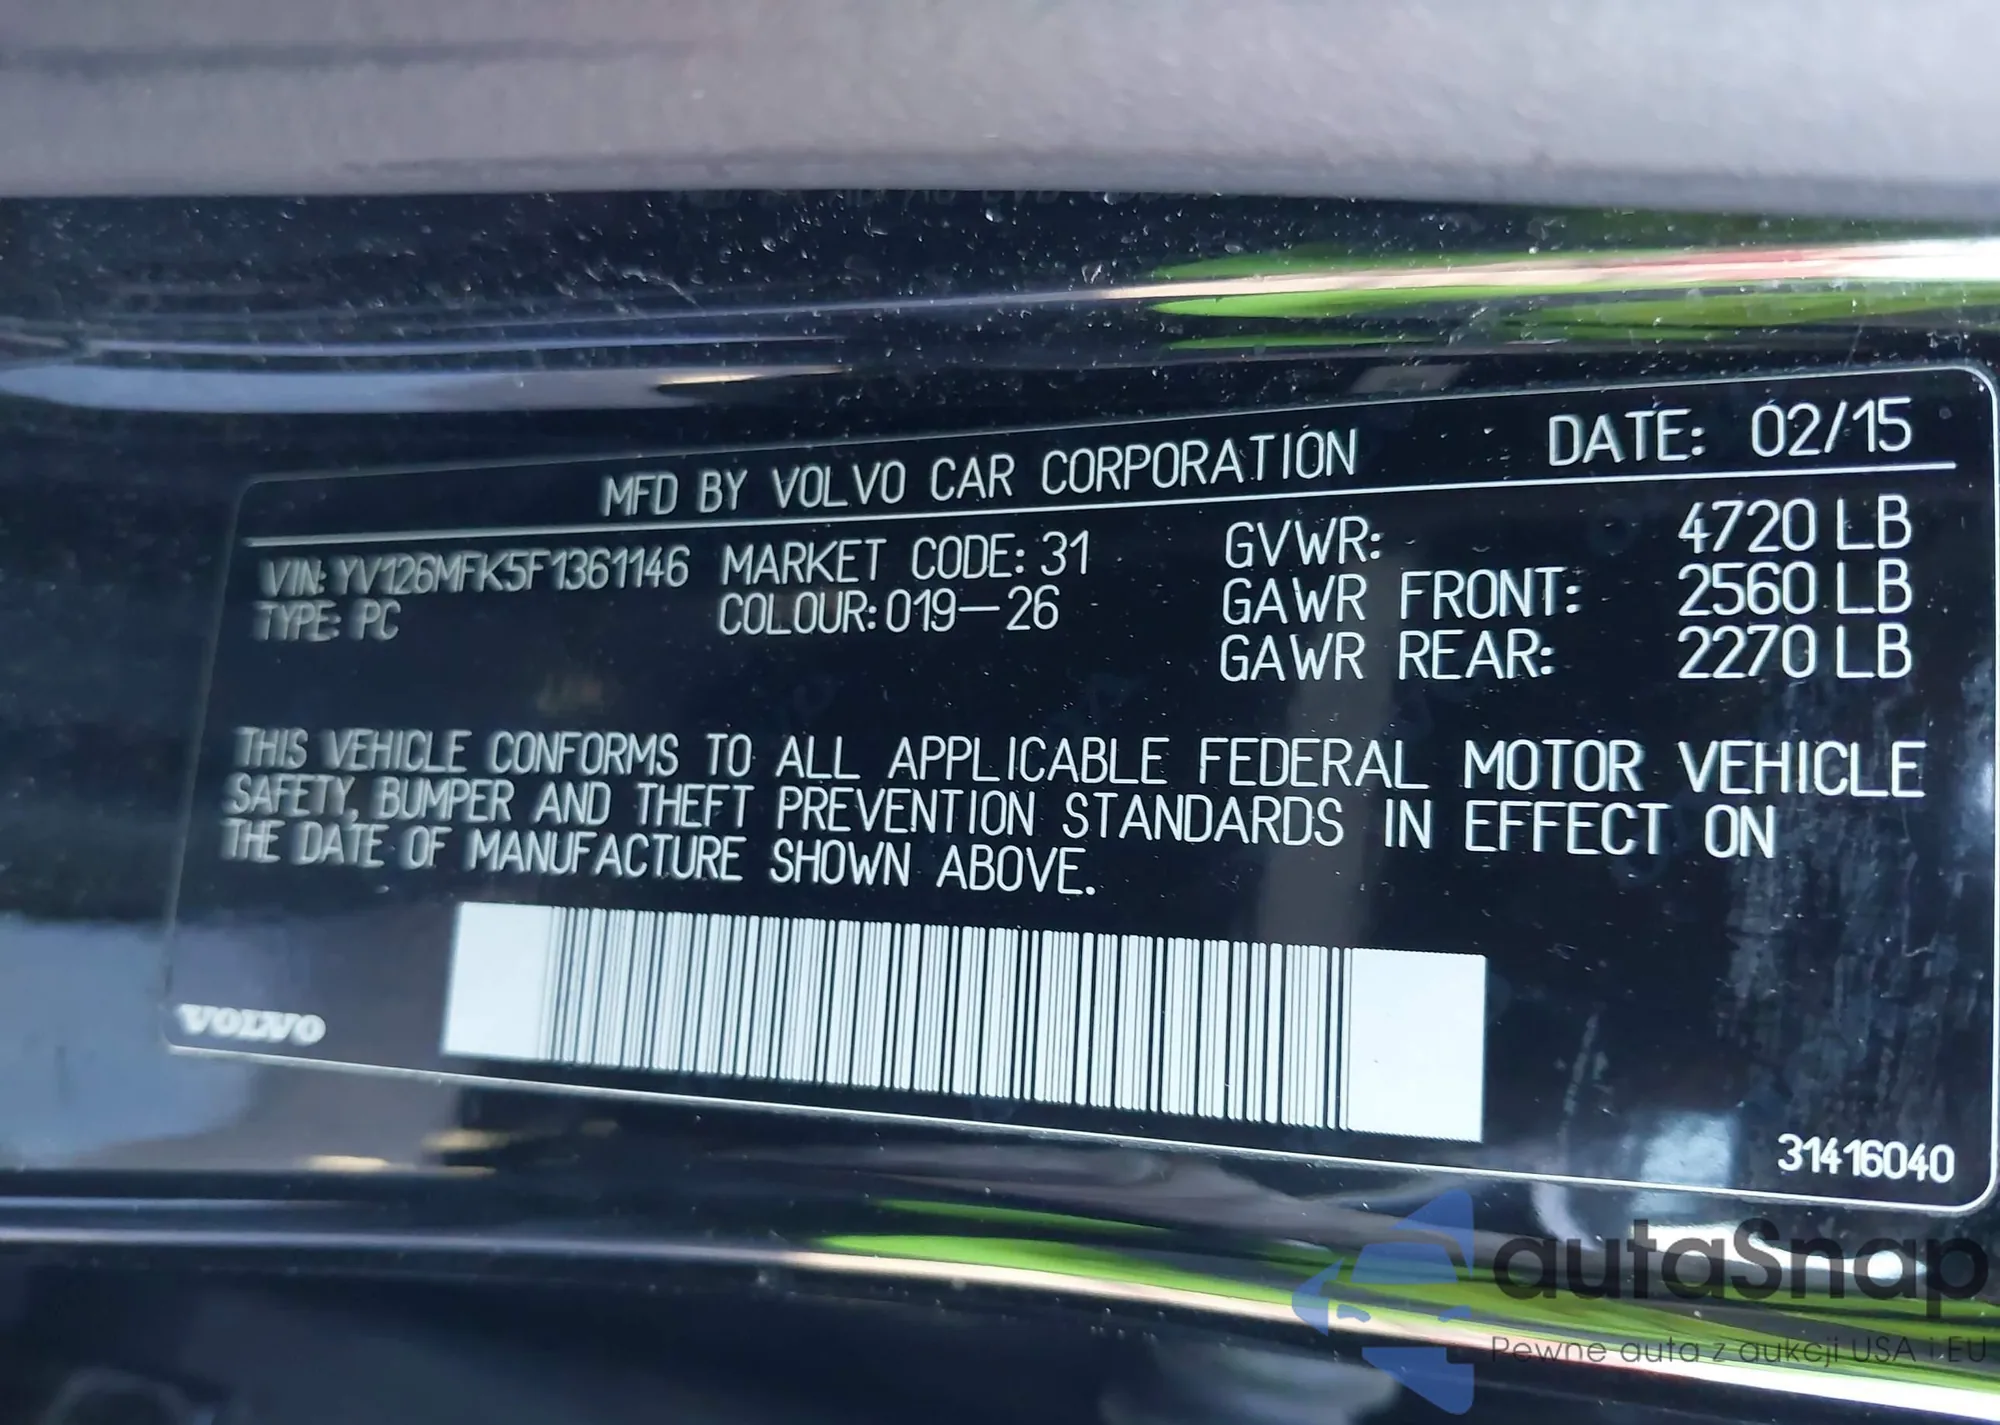 MFD BY VOLVO CAR CORPORATION DATE: 02/15
VIN: YV126MFK5F1361146 MARKET CODE: 31 GVWR: 4720 LB
TYPE: PC COLOUR: 019-26 GAWR FRONT: 2560 LB
GAWR REAR: 2270 LB
THIS VEHICLE CONFORMS TO ALL APPLICABLE FEDERAL MOTOR VEHICLE
SAFETY, BUMPER AND THEFT PREVENTION STANDARDS IN EFFECT ON
THE DATE OF MANUFACTURE SHOWN ABOVE.
VOLVO
31416040
autaSnap
Pewne auta z aukcji USA i EU